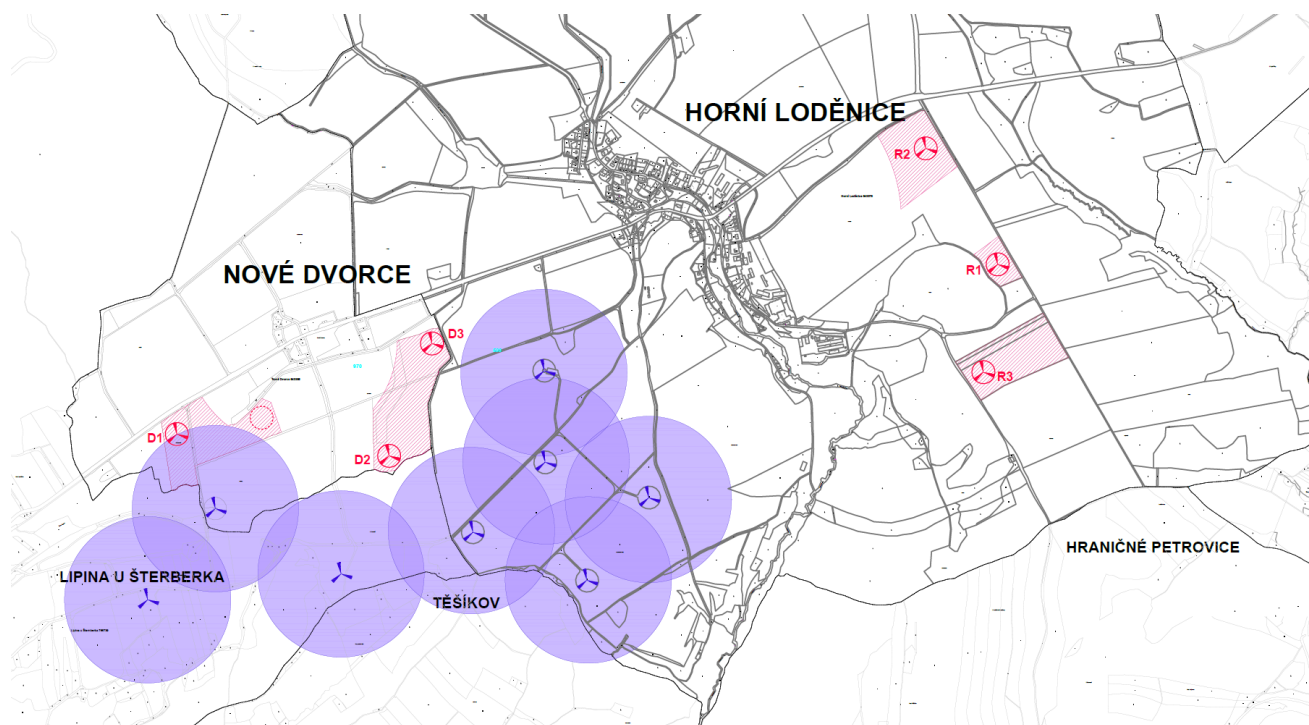 HORNÍ LODĚNICE
R2
R1
NOVÉ DVORCE
D3
R3
D1
D2
HRANIČNÉ PETROVICE
LIPINA U ŠTERBERKA
TĚŠÍKOV